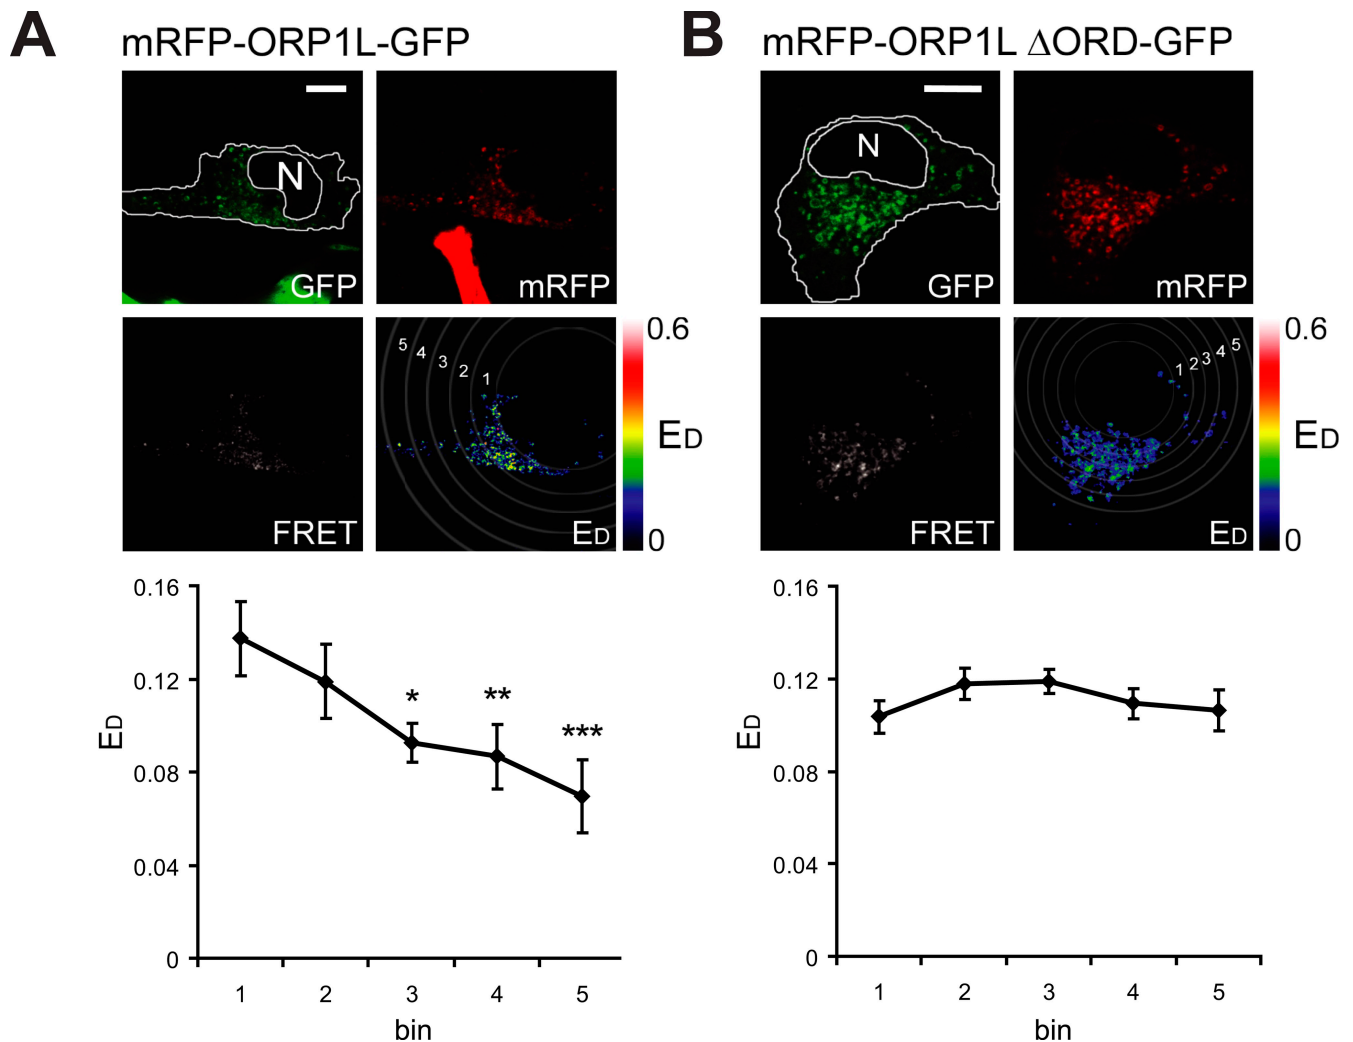 A
mRFP-ORP1L-GFP
N
GFP
mRFP
5
4
3
2
1
FRET
ED
0.6
ED
0
0.16
0.12
0.08
0.04
0
ED
*
**
***
1 2 3 4 5
bin
B
mRFP-ORP1L ΔORD-GFP
N
GFP
mRFP
1
2
3
4
5
FRET
ED
0.6
ED
0
0.16
0.12
0.08
0.04
0
ED
1 2 3 4 5
bin